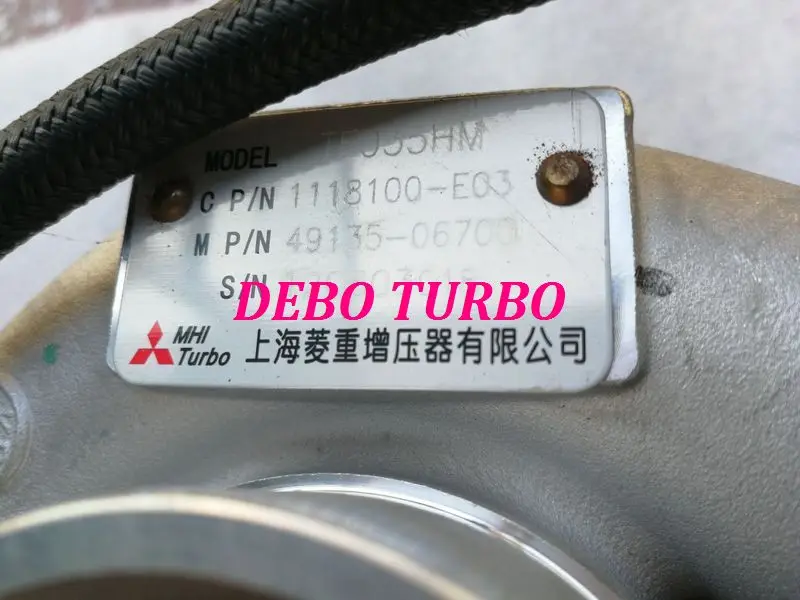 MODEL
C P/N 1118100-E03
M P/N 49135-06700
S/N
DEBO TURBO
MHI
Turbo 上海菱重增压器有限公司